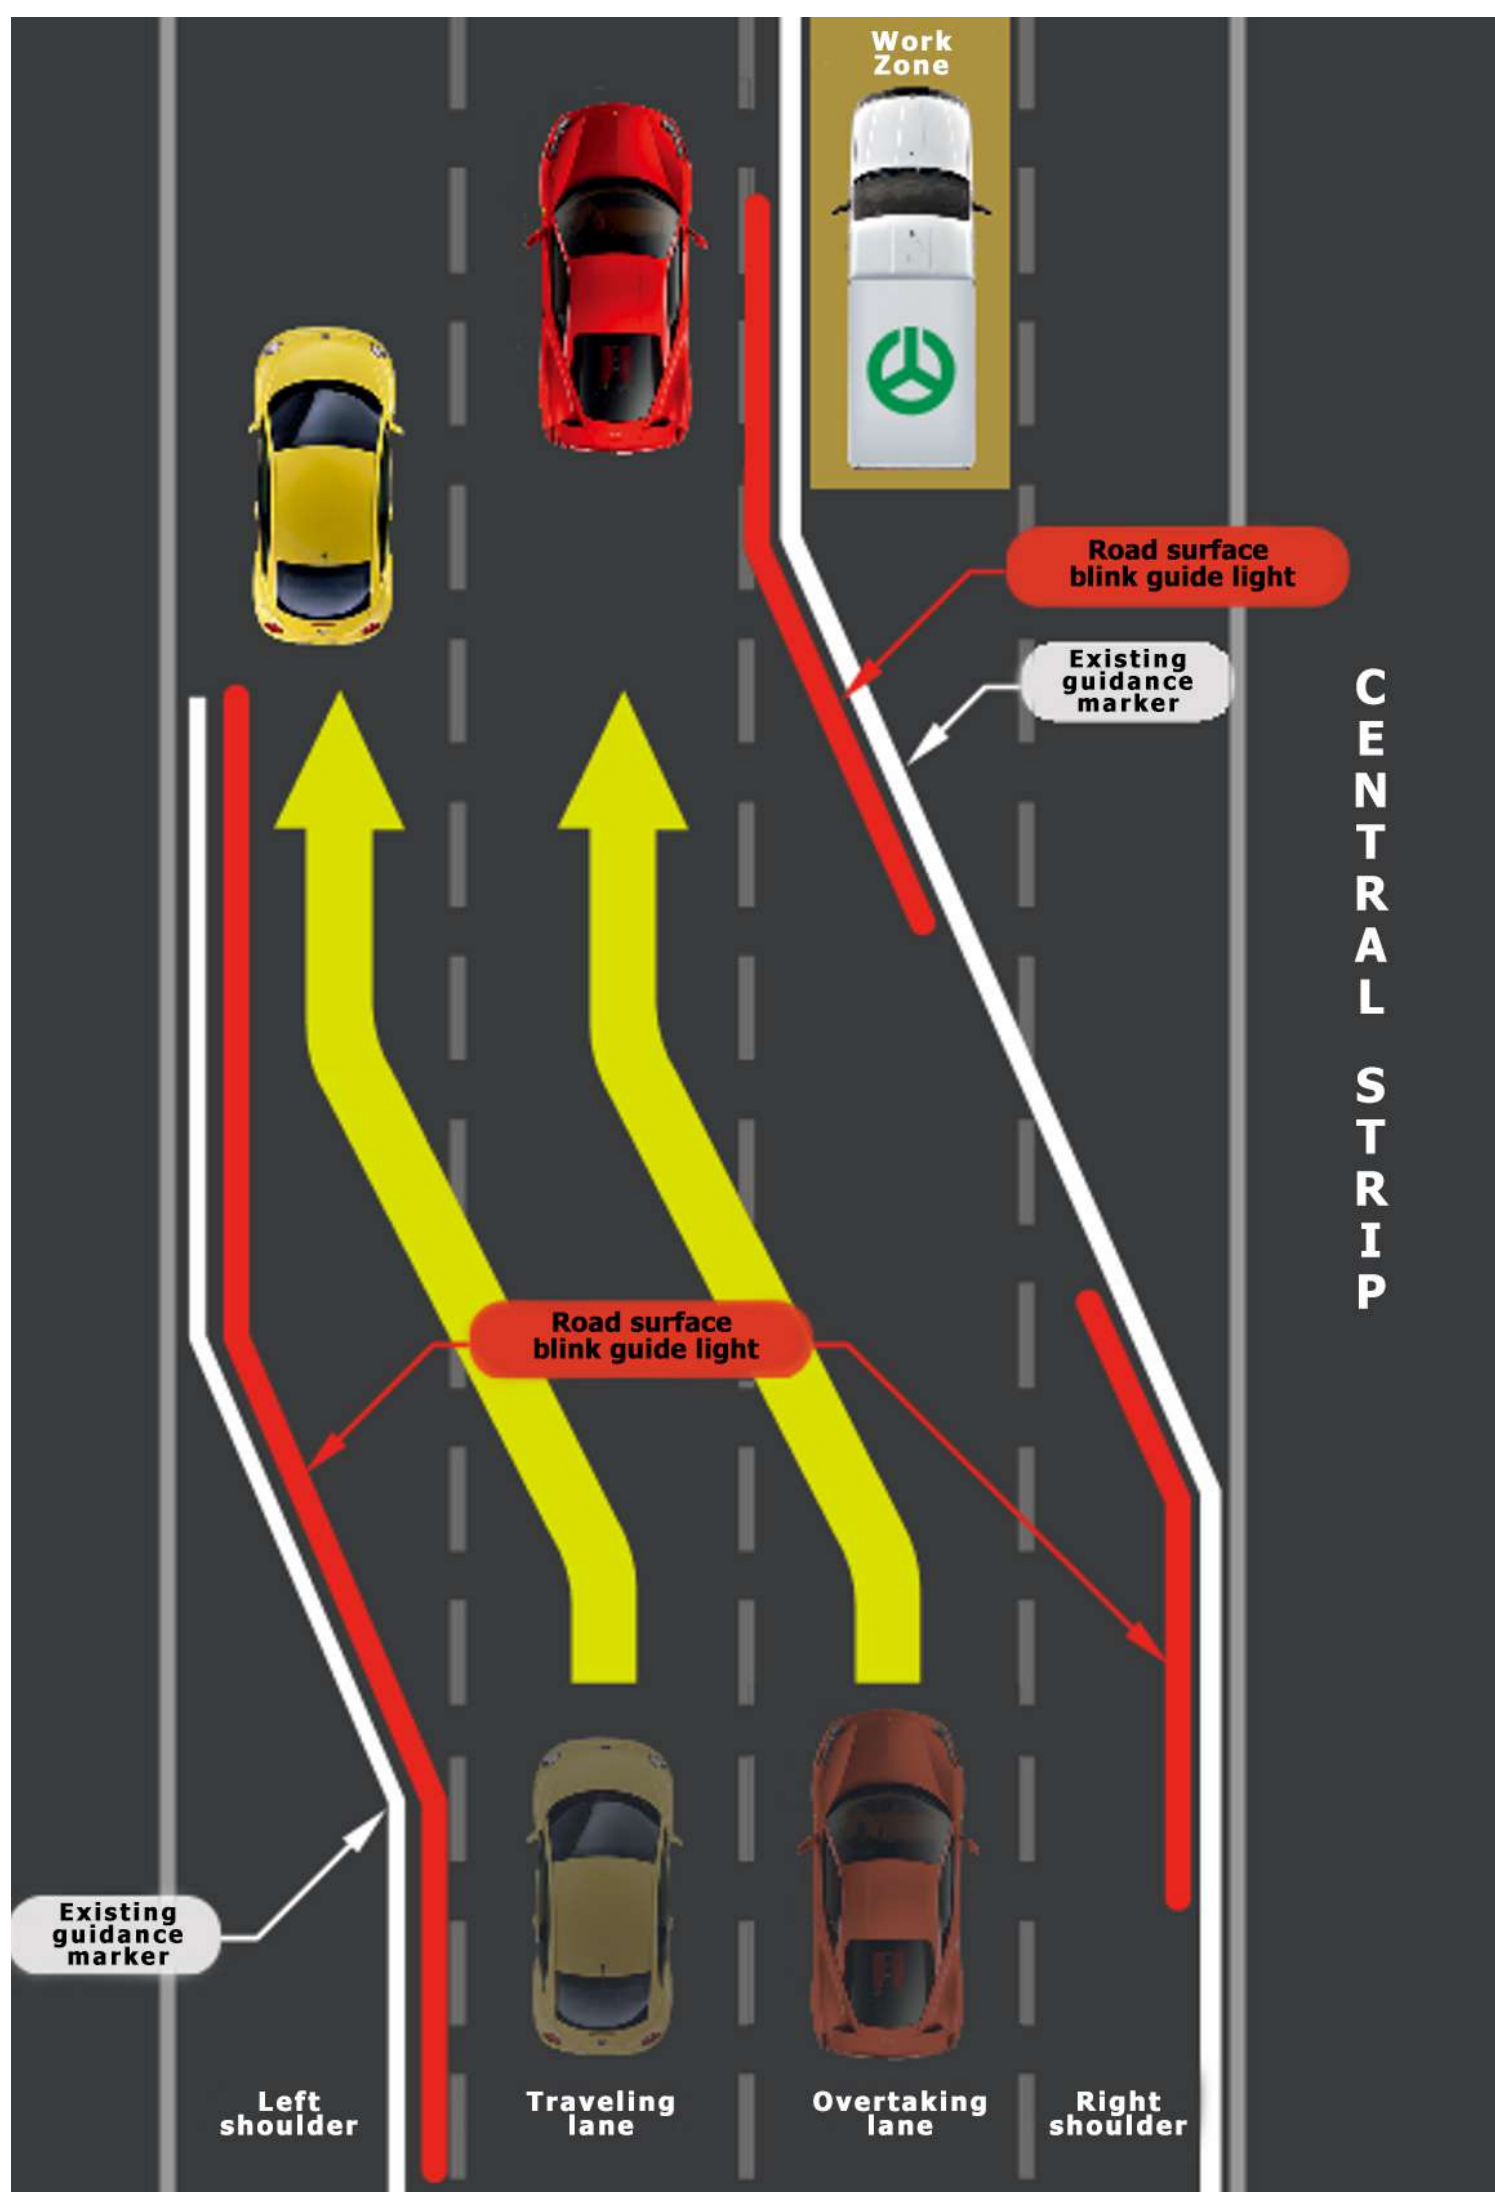 Work
Zone
Road surface
blink guide light
Existing
guidance
marker
CENTRAL STRIP
Road surface
blink guide light
Existing
guidance
marker
Left
shoulder
Traveling
lane
Overtaking
lane
Right
shoulder